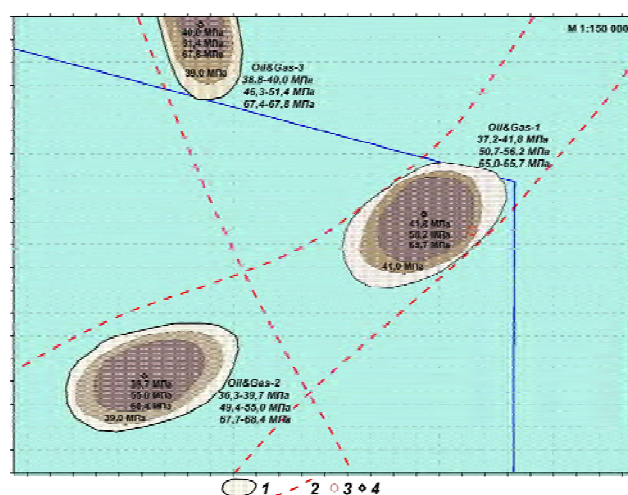 M 1:150 000
40,0 МПа
51,4 МПа
67,8 МПа
39,0 МПа
Oil&Gas-3
38,8-40,0 МПа
46,3-51,4 МПа
67,4-67,8 МПа
Oil&Gas-1
37,2-41,8 МПа
50,7-56,2 МПа
65,0-65,7 МПа
41,8 МПа
56,2 МПа
65,7 МПа
41,0 МПа
39,7 МПа
55,0 МПа
68,4 МПа
39,0 МПа
Oil&Gas-2
36,3-39,7 МПа
49,4-55,0 МПа
67,7-68,4 МПа
1 2 3 4